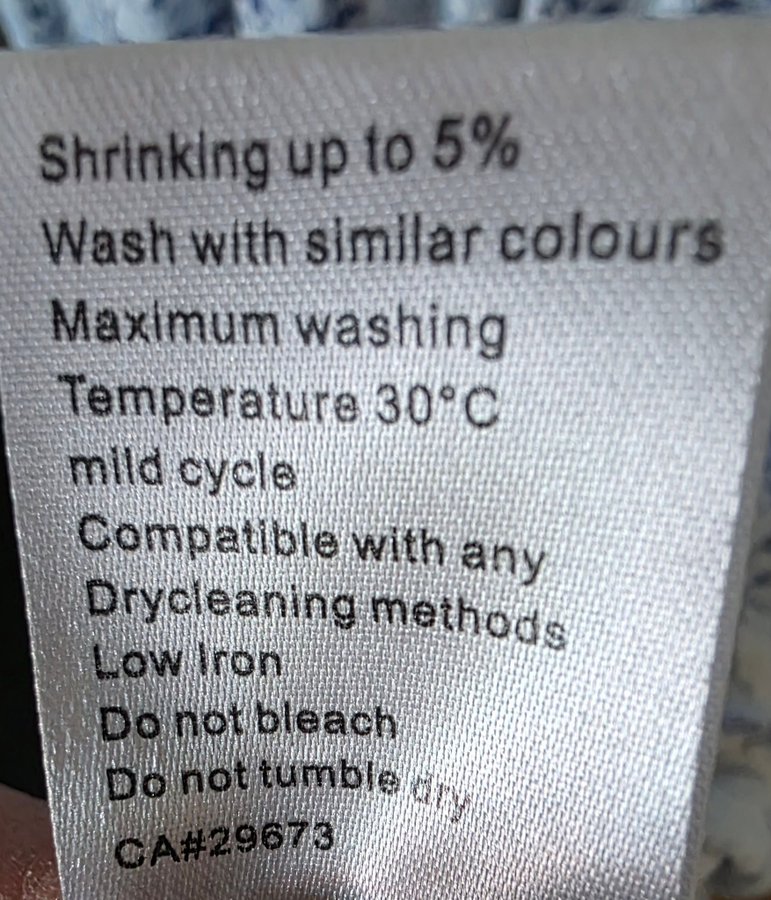 Shrinking up to 5%
Wash with similar colours
Maximum washing
Temperature 30°C
mild cycle
Compatible with any
Drycleaning methods
Low Iron
Do not bleach
Do not tumble dry
CA#29673